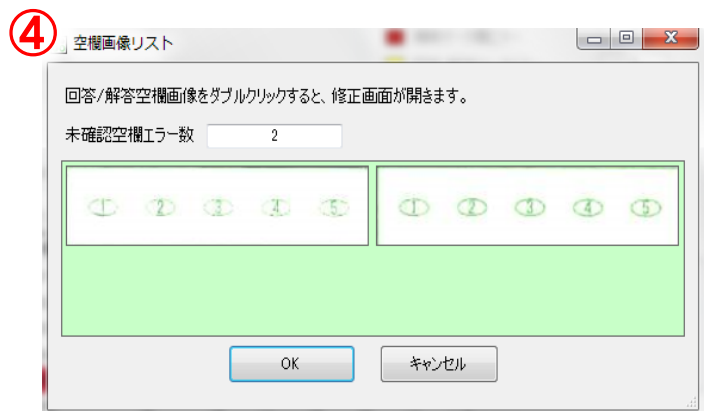 ④
空欄画像リスト
回答/解答空欄画像をダブルクリックすると、修正画面が開きます。
未確認空欄エラー数 2
① ② ③ ④ ⑤ ① ② ③ ④ ⑤
OK キャンセル